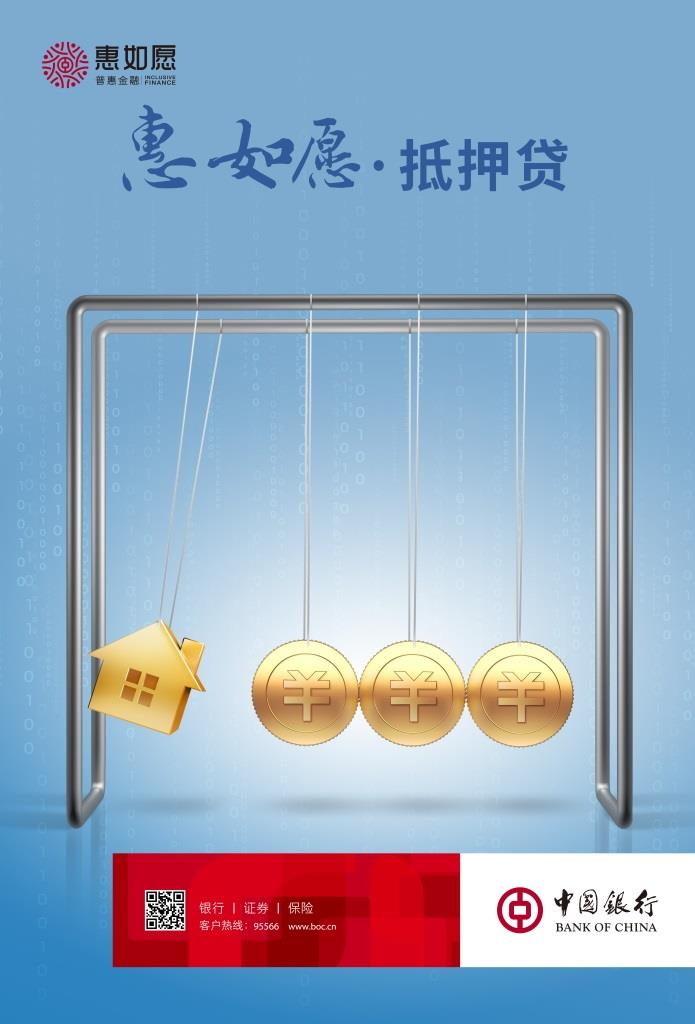 惠如愿
普惠金融 INCLUSIVE FINANCE
惠如愿·抵押贷
银行 | 证券 | 保险
客户热线：95566 www.boc.cn
中国銀行
BANK OF CHINA